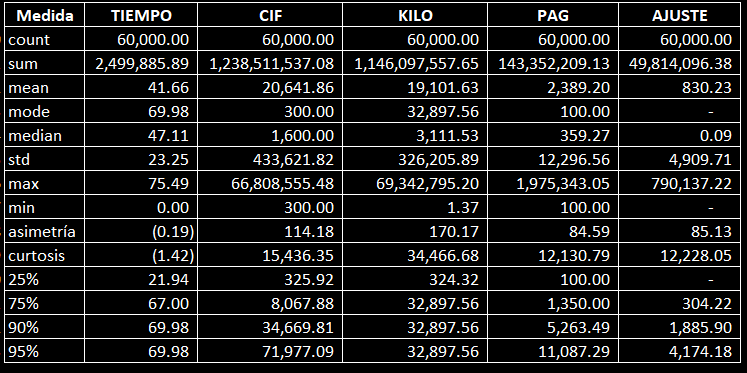 Medida TIEMPO CIF KILO PAG AJUSTE
count 60,000.00 60,000.00 60,000.00 60,000.00 60,000.00
sum 2,499,885.89 1,238,511,537.08 1,146,097,557.65 143,352,209.13 49,814,096.38
mean 41.66 20,641.86 19,101.63 2,389.20 830.23
mode 69.98 300.00 32,897.56 100.00 -
median 47.11 1,600.00 3,111.53 359.27 0.09
std 23.25 433,621.82 326,205.89 12,296.56 4,909.71
max 75.49 66,808,555.48 69,342,795.20 1,975,343.05 790,137.22
min 0.00 300.00 1.37 100.00 -
asimetría (0.19) 114.18 170.17 84.59 85.13
curtosis (1.42) 15,436.35 34,466.68 12,130.79 12,228.05
25% 21.94 325.92 324.32 100.00 -
75% 67.00 8,067.88 32,897.56 1,350.00 304.22
90% 69.98 34,669.81 32,897.56 5,263.49 1,885.90
95% 69.98 71,977.09 32,897.56 11,087.29 4,174.18